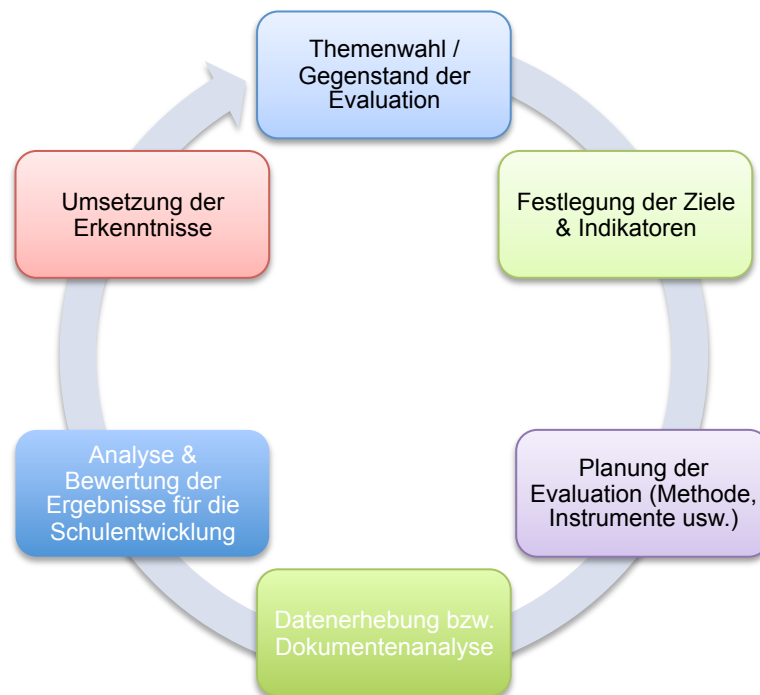 Themenwahl /
Gegenstand der
Evaluation
Festlegung der Ziele
& Indikatoren
Planung der
Evaluation (Methode,
Instrumente usw.)
Datenerhebung bzw.
Dokumentenanalyse
Analyse &
Bewertung der
Ergebnisse für die
Schulentwicklung
Umsetzung der
Erkenntnisse